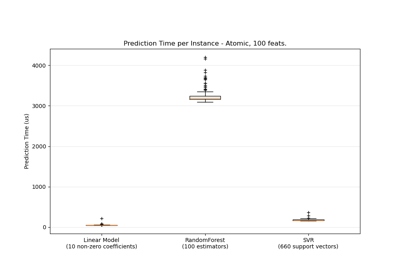 Prediction Time per Instance - Atomic, 100 feats.
4000
3000
2000
1000
0
Prediction Time (us)
Linear Model
(10 non-zero coefficients)
RandomForest
(100 estimators)
SVR
(660 support vectors)